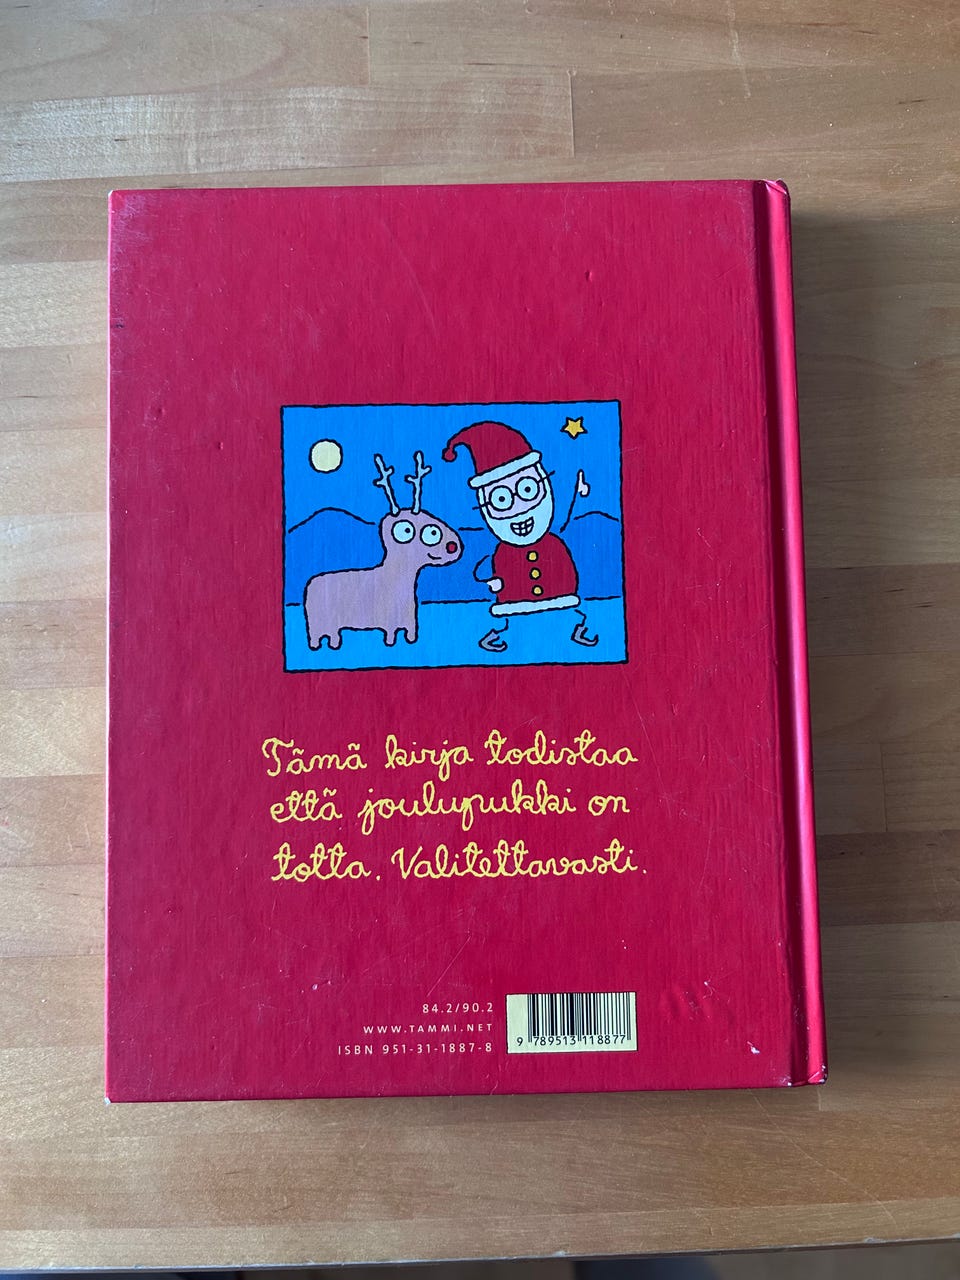 Tämä kirja todistaa
että joulupukki on
totta. Valitettavasti.
84.2/90.2
WWW.TAMMI.NET
ISBN 951-31-1887-8
9 789513 118877